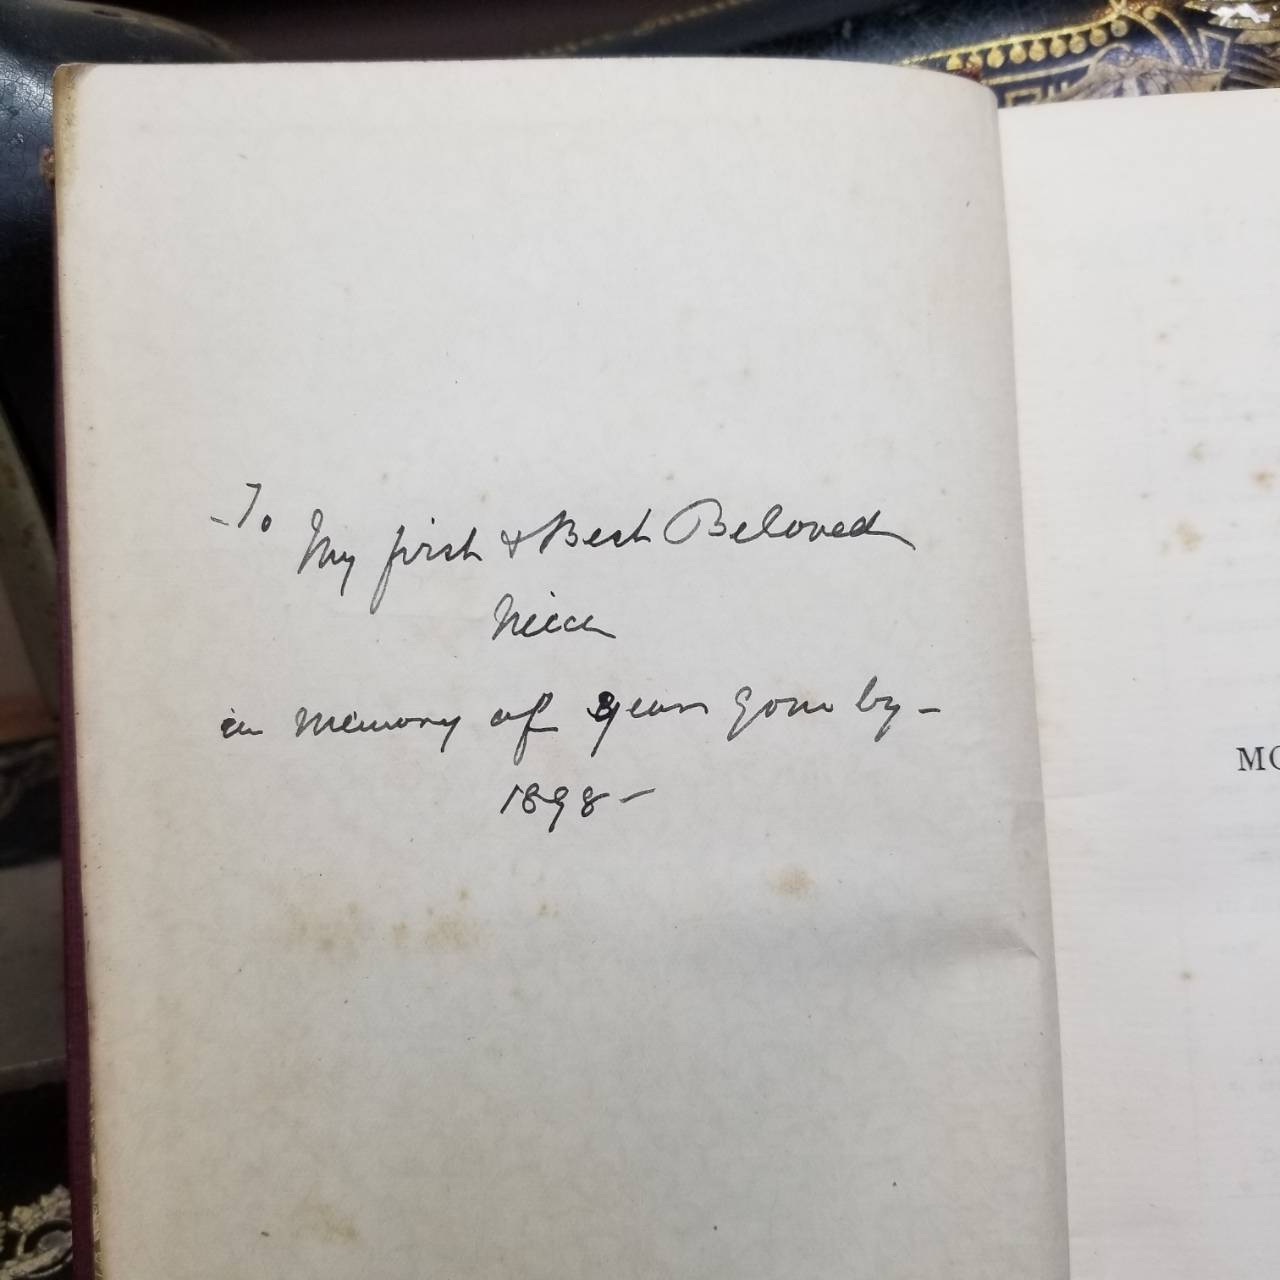 To
My first & Best Beloved
Niece
in memory of years gone by -
1898 -
MO